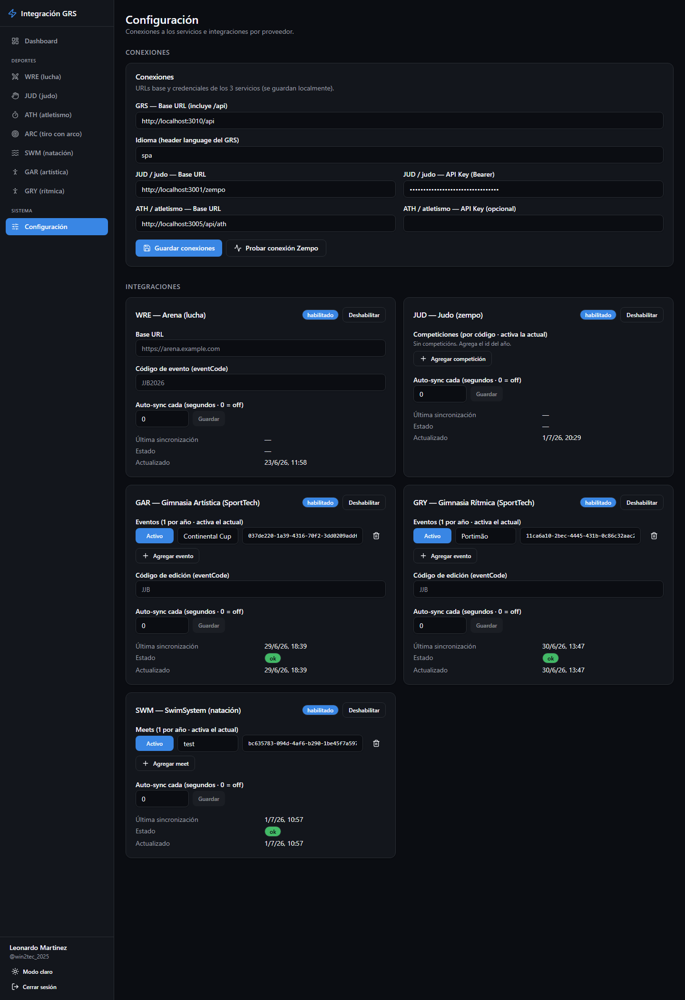 Integración GRS
Dashboard
DEPORTES
WRE (lucha)
JUD (judo)
ATH (atletismo)
ARC (tiro con arco)
SWM (natación)
GAR (artística)
GRY (rítmica)
SISTEMA
Configuración
Leonardo Martinez
@win2tec_2025
Modo claro
Cerrar sesión
Configuración
Conexiones a los servicios e integraciones por proveedor.
CONEXIONES
Conexiones
URLs base y credenciales de los 3 servicios (se guardan localmente).
GRS — Base URL (incluye /api)
http://localhost:3010/api
Idioma (header language del GRS)
spa
JUD / judo — Base URL
http://localhost:3001/zempo
JUD / judo — API Key (Bearer)
•••••••••••••••••••••••••••••••••
ATH / atletismo — Base URL
http://localhost:3005/api/ath
ATH / atletismo — API Key (opcional)
Guardar conexiones
Probar conexión Zempo
INTEGRACIONES
WRE — Arena (lucha)
habilitado
Deshabilitar
Base URL
https://arena.example.com
Código de evento (eventCode)
JJB2026
Auto-sync cada (segundos · 0 = off)
0
Guardar
Última sincronización —
Estado —
Actualizado 23/6/26, 11:58
JUD — Judo (zempo)
habilitado
Deshabilitar
Competiciones (por código · activa la actual)
Sin competicións. Agrega el id del año.
Agregar competición
Auto-sync cada (segundos · 0 = off)
0
Guardar
Última sincronización —
Estado —
Actualizado 1/7/26, 20:29
GAR — Gimnasia Artística (SportTech)
habilitado
Deshabilitar
Eventos (1 por año · activa el actual)
Activo
Continental Cup
037de220-1a39-4316-70f2-3dd0209addf
Agregar evento
Código de edición (eventCode)
JJB
Auto-sync cada (segundos · 0 = off)
0
Guardar
Última sincronización 29/6/26, 18:39
Estado ok
Actualizado 29/6/26, 18:39
GRY — Gimnasia Rítmica (SportTech)
habilitado
Deshabilitar
Eventos (1 por año · activa el actual)
Activo
Portimão
11ca6a10-2bec-4445-431b-0c86c32aac2
Agregar evento
Código de edición (eventCode)
JJB
Auto-sync cada (segundos · 0 = off)
0
Guardar
Última sincronización 30/6/26, 13:47
Estado ok
Actualizado 30/6/26, 13:47
SWM — SwimSystem (natación)
habilitado
Deshabilitar
Meets (1 por año · activa el actual)
Activo
test
bc635783-094d-4af6-b290-1be45f7a597
Agregar meet
Auto-sync cada (segundos · 0 = off)
0
Guardar
Última sincronización 1/7/26, 10:57
Estado ok
Actualizado 1/7/26, 10:57